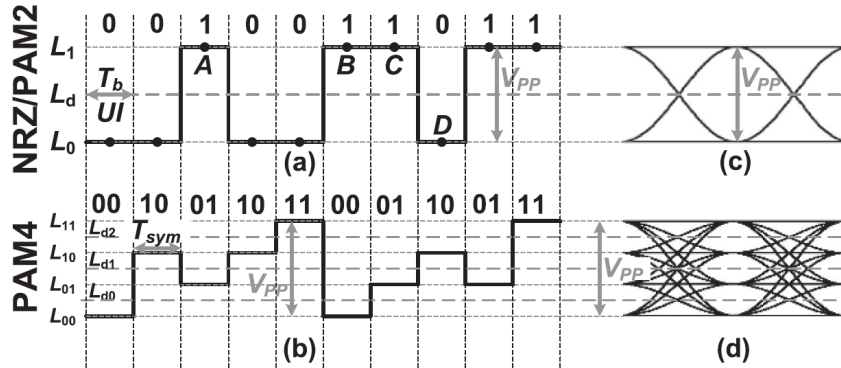 NRZ/PAM2
0 0 1 0 0 1 1 0 1 1
L1
A B C
Tb
VPP VPP
Ld
UI
D
L0
(a) (c)
PAM4
00 10 01 10 11 00 01 10 01 11
L11
Ld2 Tsym
L10
Ld1 VPP VPP
L01
Ld0
L00
(b) (d)